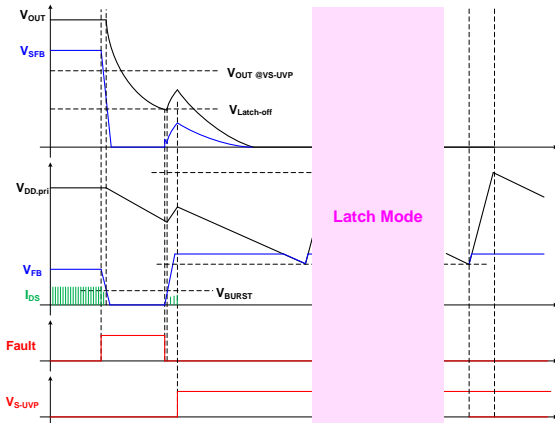 VOUT
VSFB
VOUT @VS-UVP
VLatch-off
VDD.pri
Latch Mode
VFB
IDS
VBURST
Fault
VS-UVP